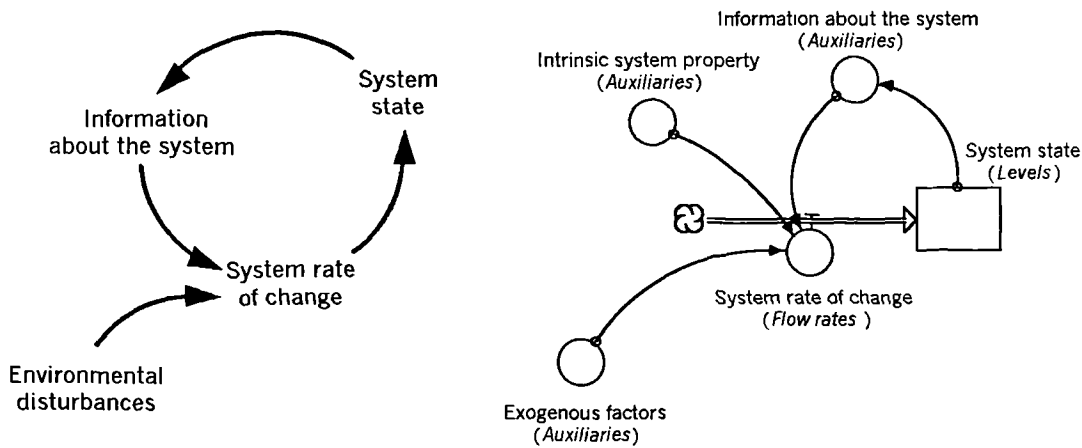 System
state
Information
about the system
System rate
of change
Environmental
disturbances
Information about the system
(Auxiliaries)
Intrinsic system property
(Auxiliaries)
System state
(Levels)
System rate of change
(Flow rates )
Exogenous factors
(Auxiliaries)